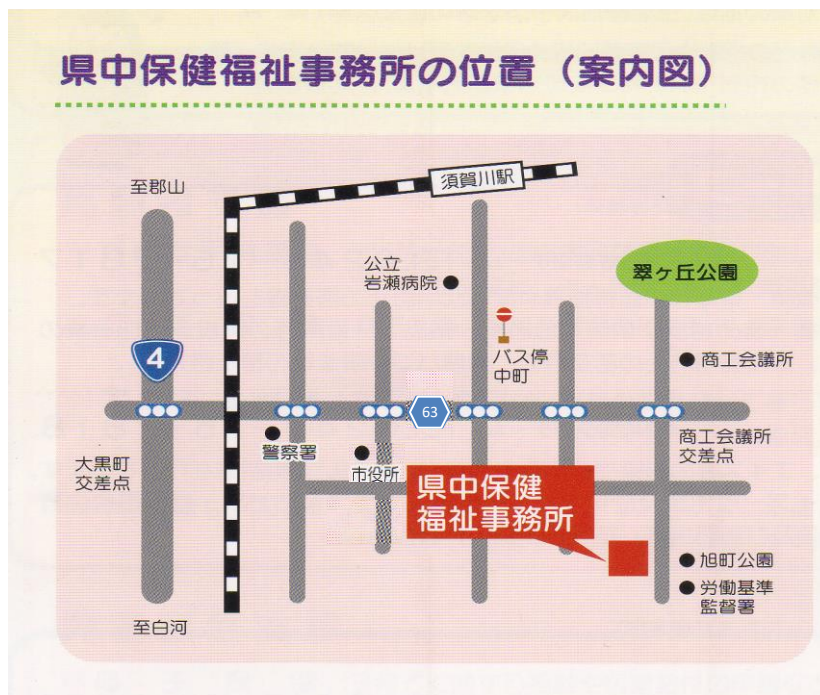 県中保健福祉事務所の位置（案内図）
須賀川駅
至郡山
公立
岩瀬病院
翠ヶ丘公園
4
バス停
中町
商工会議所
63
警察署
市役所
商工会議所
交差点
大黒町
交差点
県中保健
福祉事務所
旭町公園
労働基準
監督署
至白河